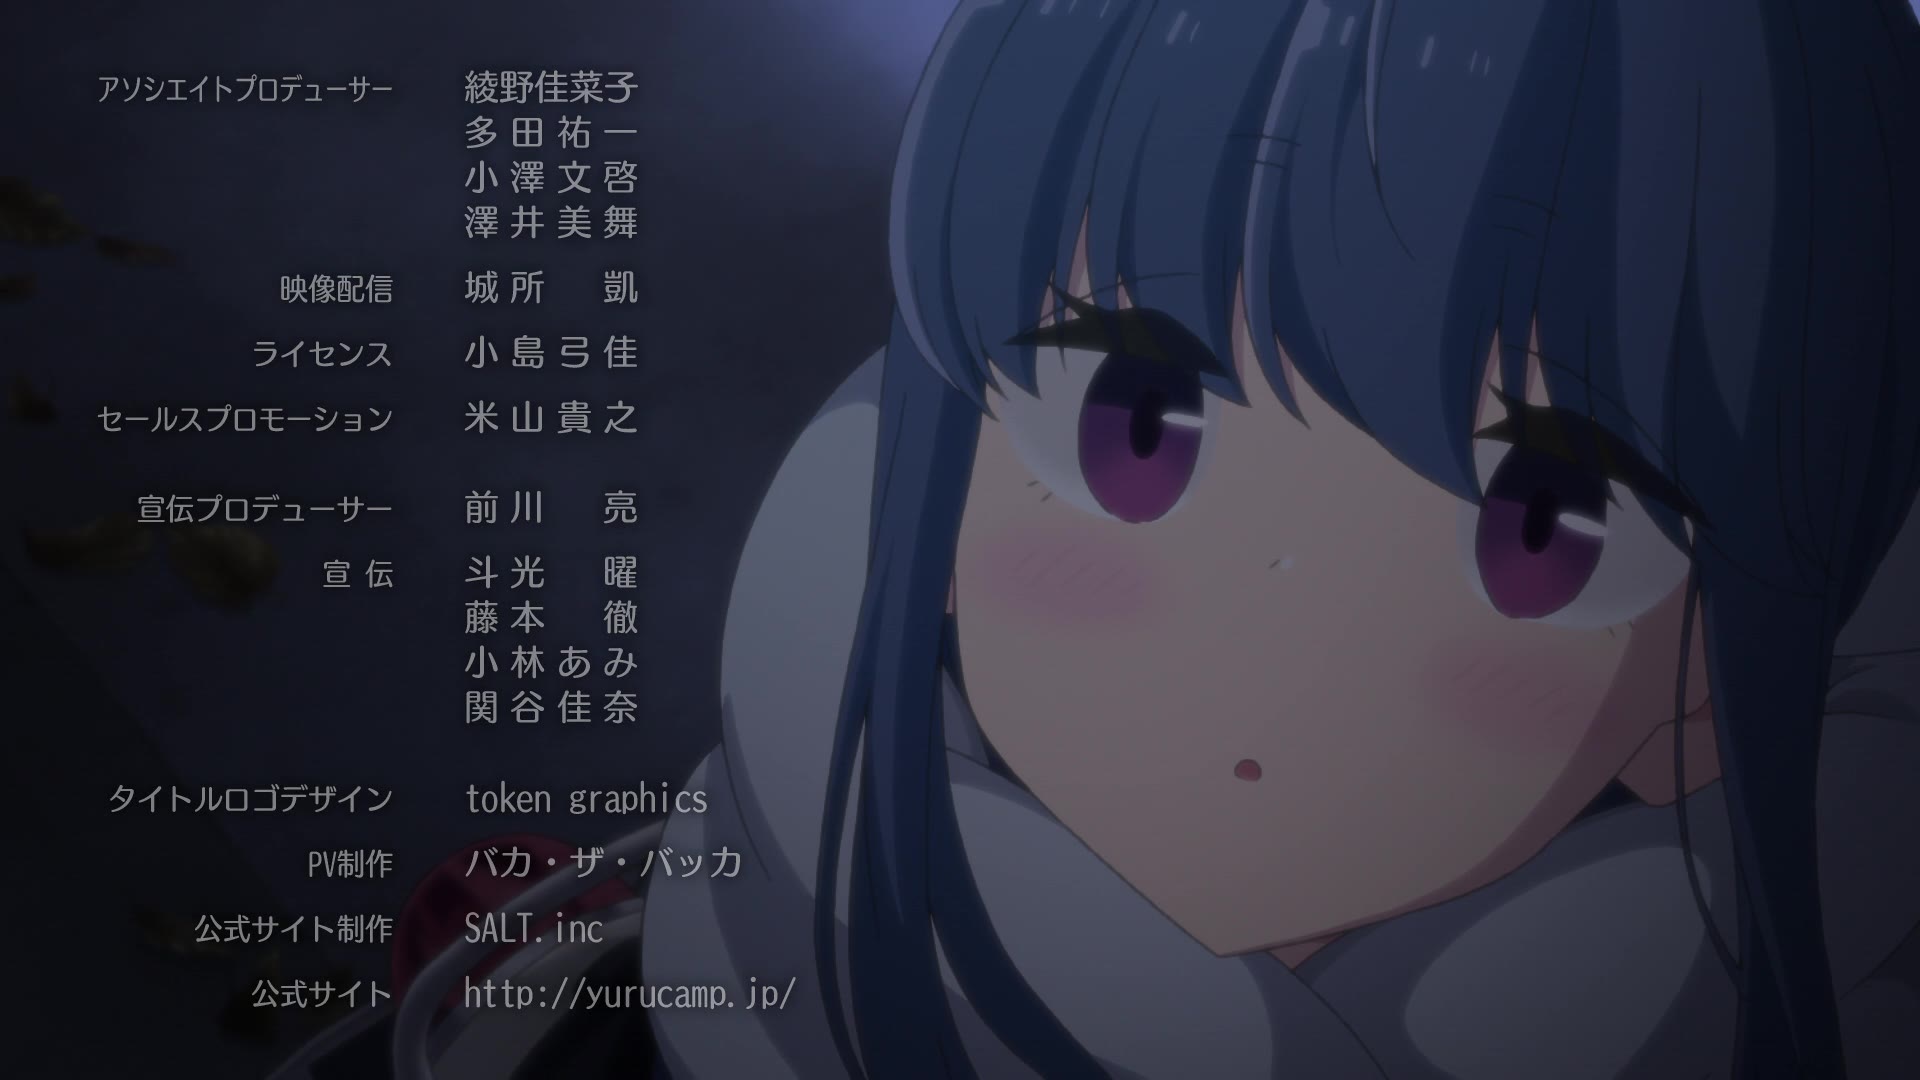 アソシエイトプロデューサー 綾野佳菜子
多田祐一
小澤文啓
澤井美舞
映像配信 城所 凱
ライセンス 小島弓佳
セールスプロモーション 米山貴之
宣伝プロデューサー 前川 亮
宣伝 斗光 曜
藤本 徹
小林あみ
関谷佳奈
タイトルロゴデザイン token graphics
PV制作 バカ・ザ・バッカ
公式サイト制作 SALT.inc
公式サイト http://yurucamp.jp/